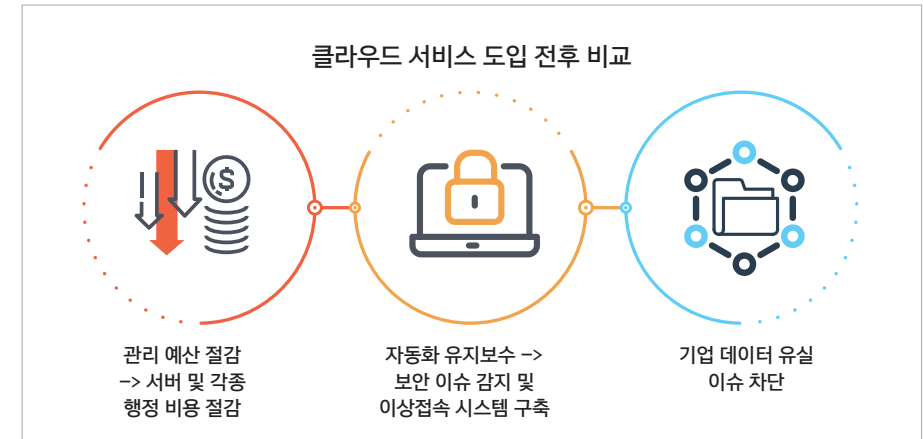 클라우드 서비스 도입 전후 비교
$
관리 예산 절감
-> 서버 및 각종
행정 비용 절감
자동화 유지보수 ->
보안 이슈 감지 및
이상접속 시스템 구축
기업 데이터 유실
이슈 차단